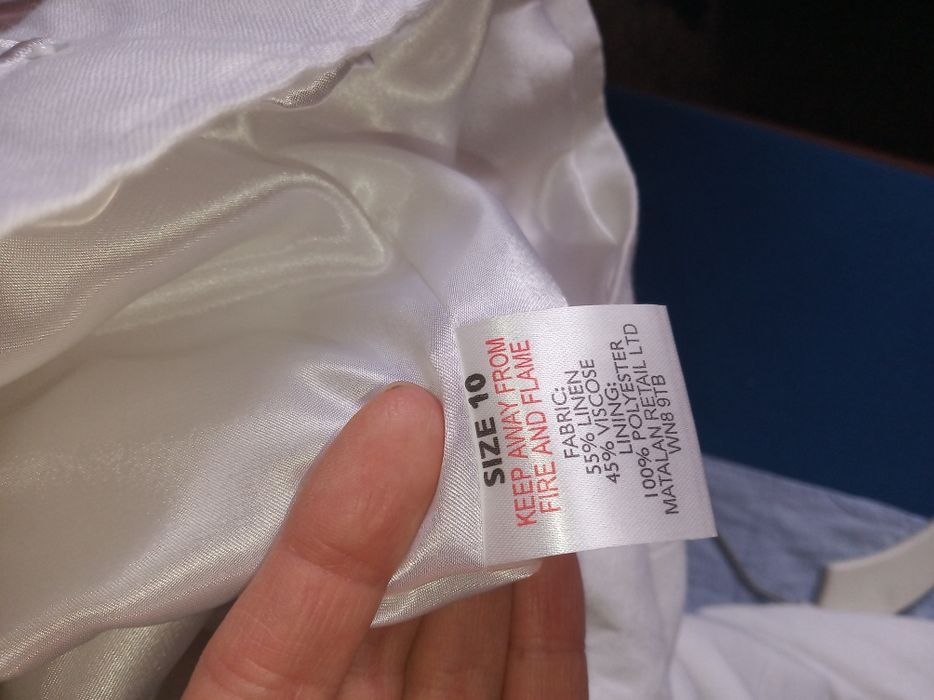 SIZE 10
KEEP AWAY FROM
FIRE AND FLAME
FABRIC:
55% LINEN
45% VISCOSE
LINING:
100% POLYESTER
MATALAN RETAIL LTD
WN8 9TB